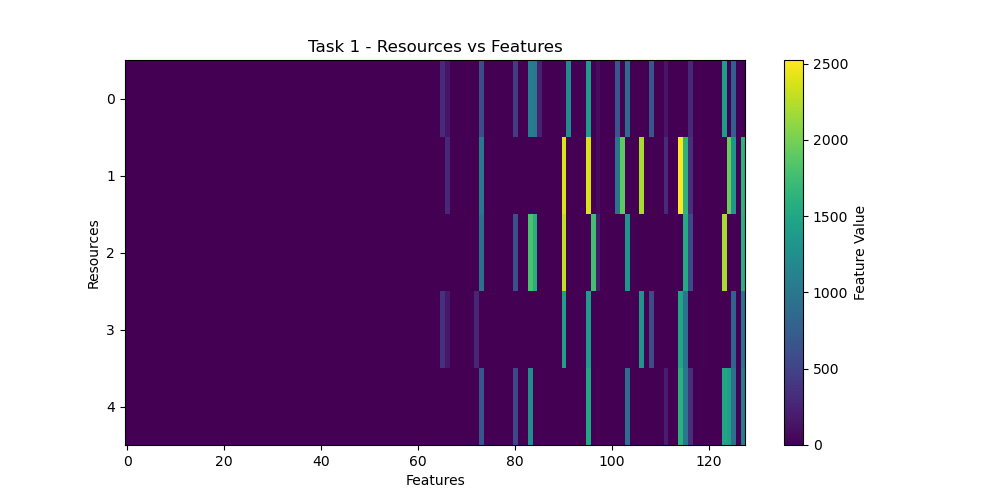 Task 1 - Resources vs Features
0
1
2
3
4
Resources
0 20 40 60 80 100 120
Features
2500
2000
1500
1000
500
0
Feature Value